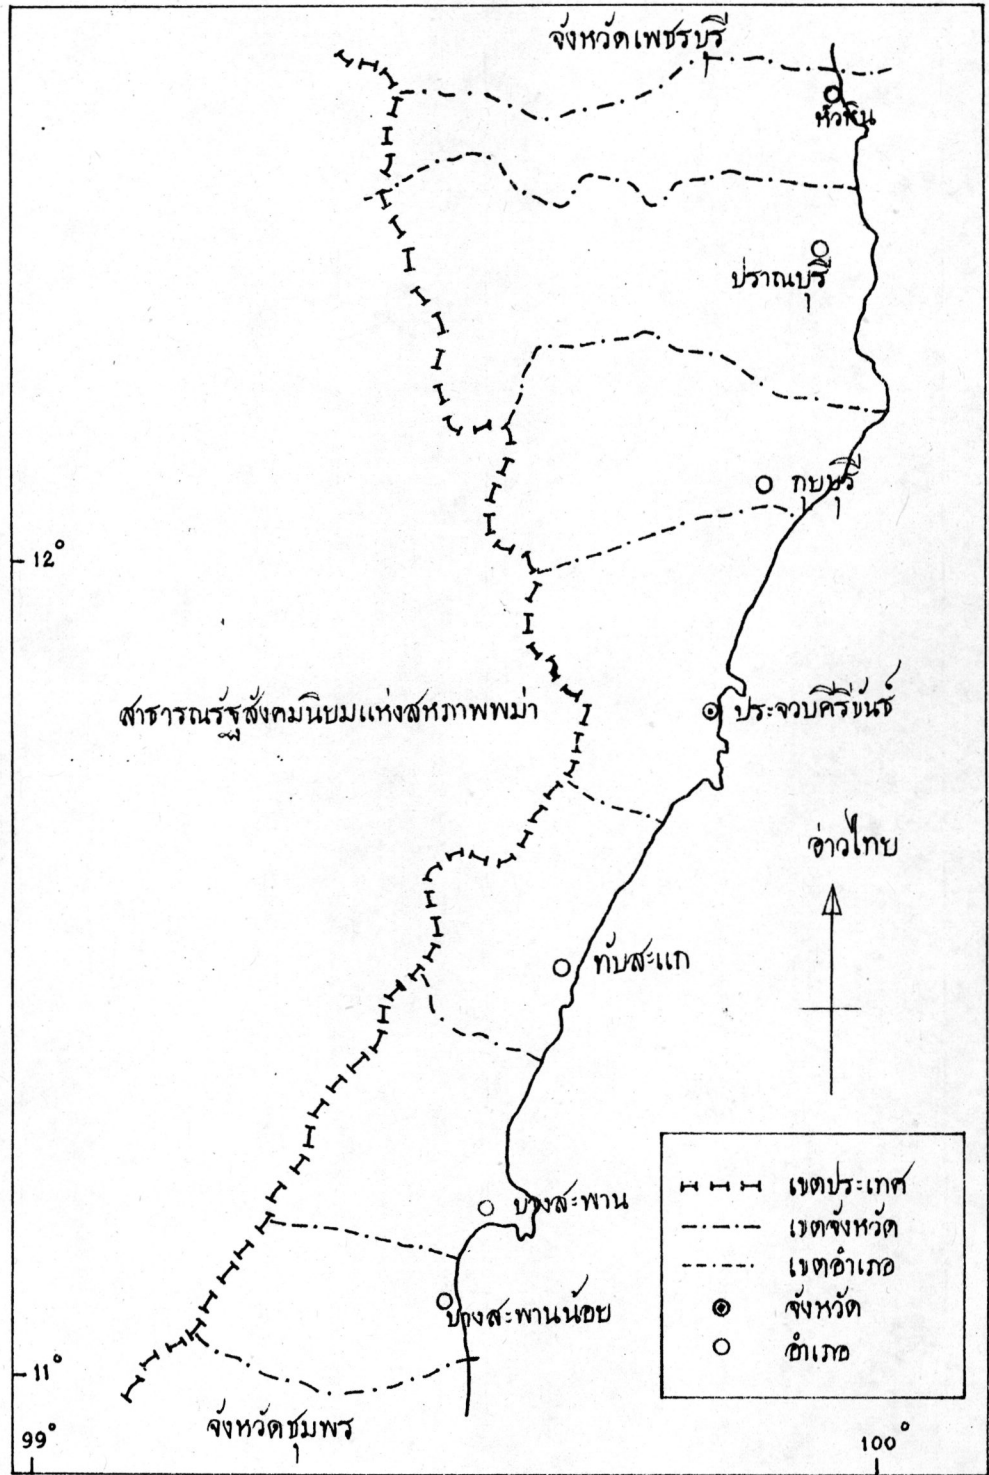 จังหวัดเพชรบุรี
หัวหิน
ปราณบุรี
กุยบุรี
12°
สาธารณรัฐสังคมนิยมแห่งสหภาพพม่า
ประจวบคีรีขันธ์
อ่าวไทย
ทับสะแก
บางสะพาน
บางสะพานน้อย
เขตประเทศ
เขตจังหวัด
เขตอำเภอ
จังหวัด
อำเภอ
11°
จังหวัดชุมพร
99°
100°